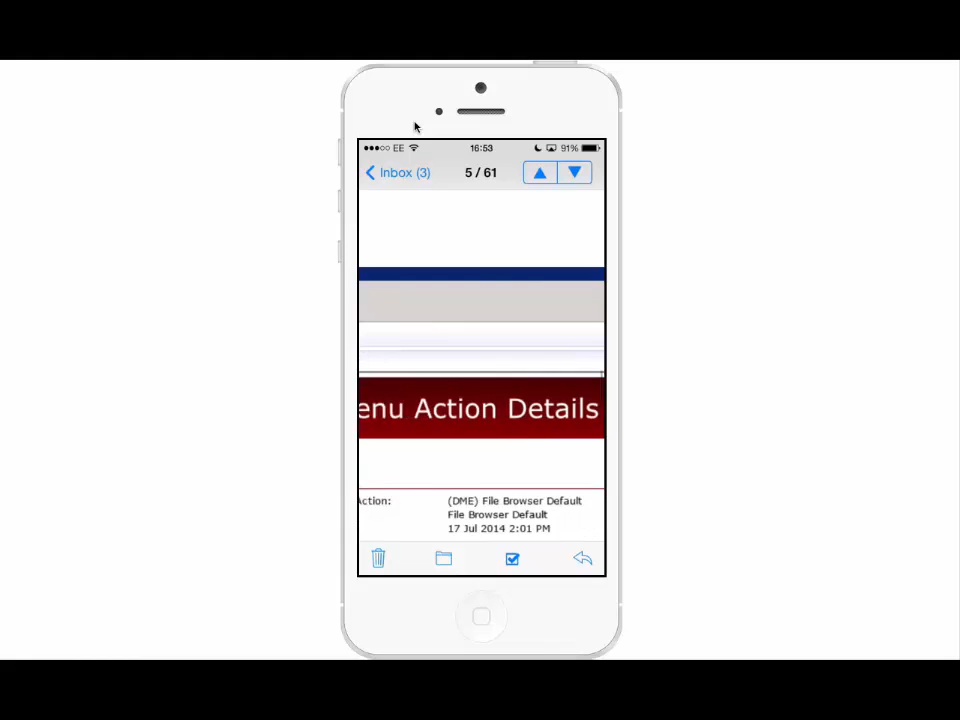 EE 16:53 91%
Inbox (3) 5 / 61
enu Action Details
Action: (DME) File Browser Default
File Browser Default
17 Jul 2014 2:01 PM